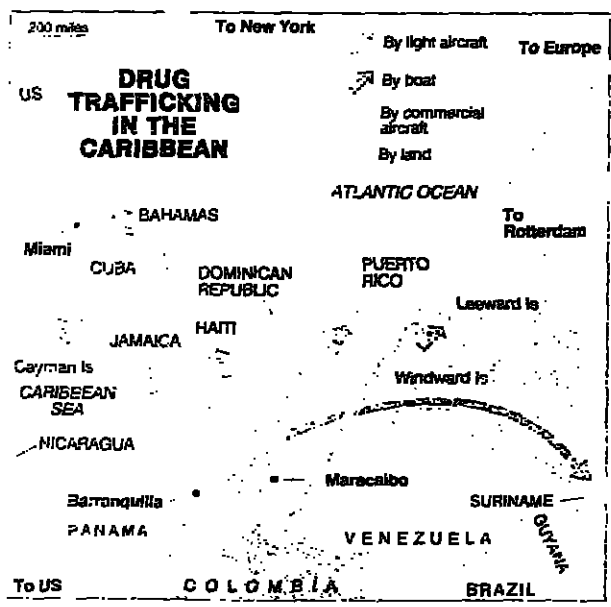 200 miles
To New York
By light aircraft
To Europe
US
DRUG
TRAFFICKING
IN THE
CARIBBEAN
By boat
By commercial
aircraft
By land
ATLANTIC OCEAN
BAHAMAS
To
Rotterdam
Miami
CUBA
DOMINICAN
REPUBLIC
PUERTO
RICO
Leeward is
JAMAICA
HAITI
Cayman is
Windward is
CARIBBEAN
SEA
NICARAGUA
Maracaibo
Barranquilla
SURINAME
PANAMA
VENEZUELA
GUYANA
To US
COLOMBIA
BRAZIL